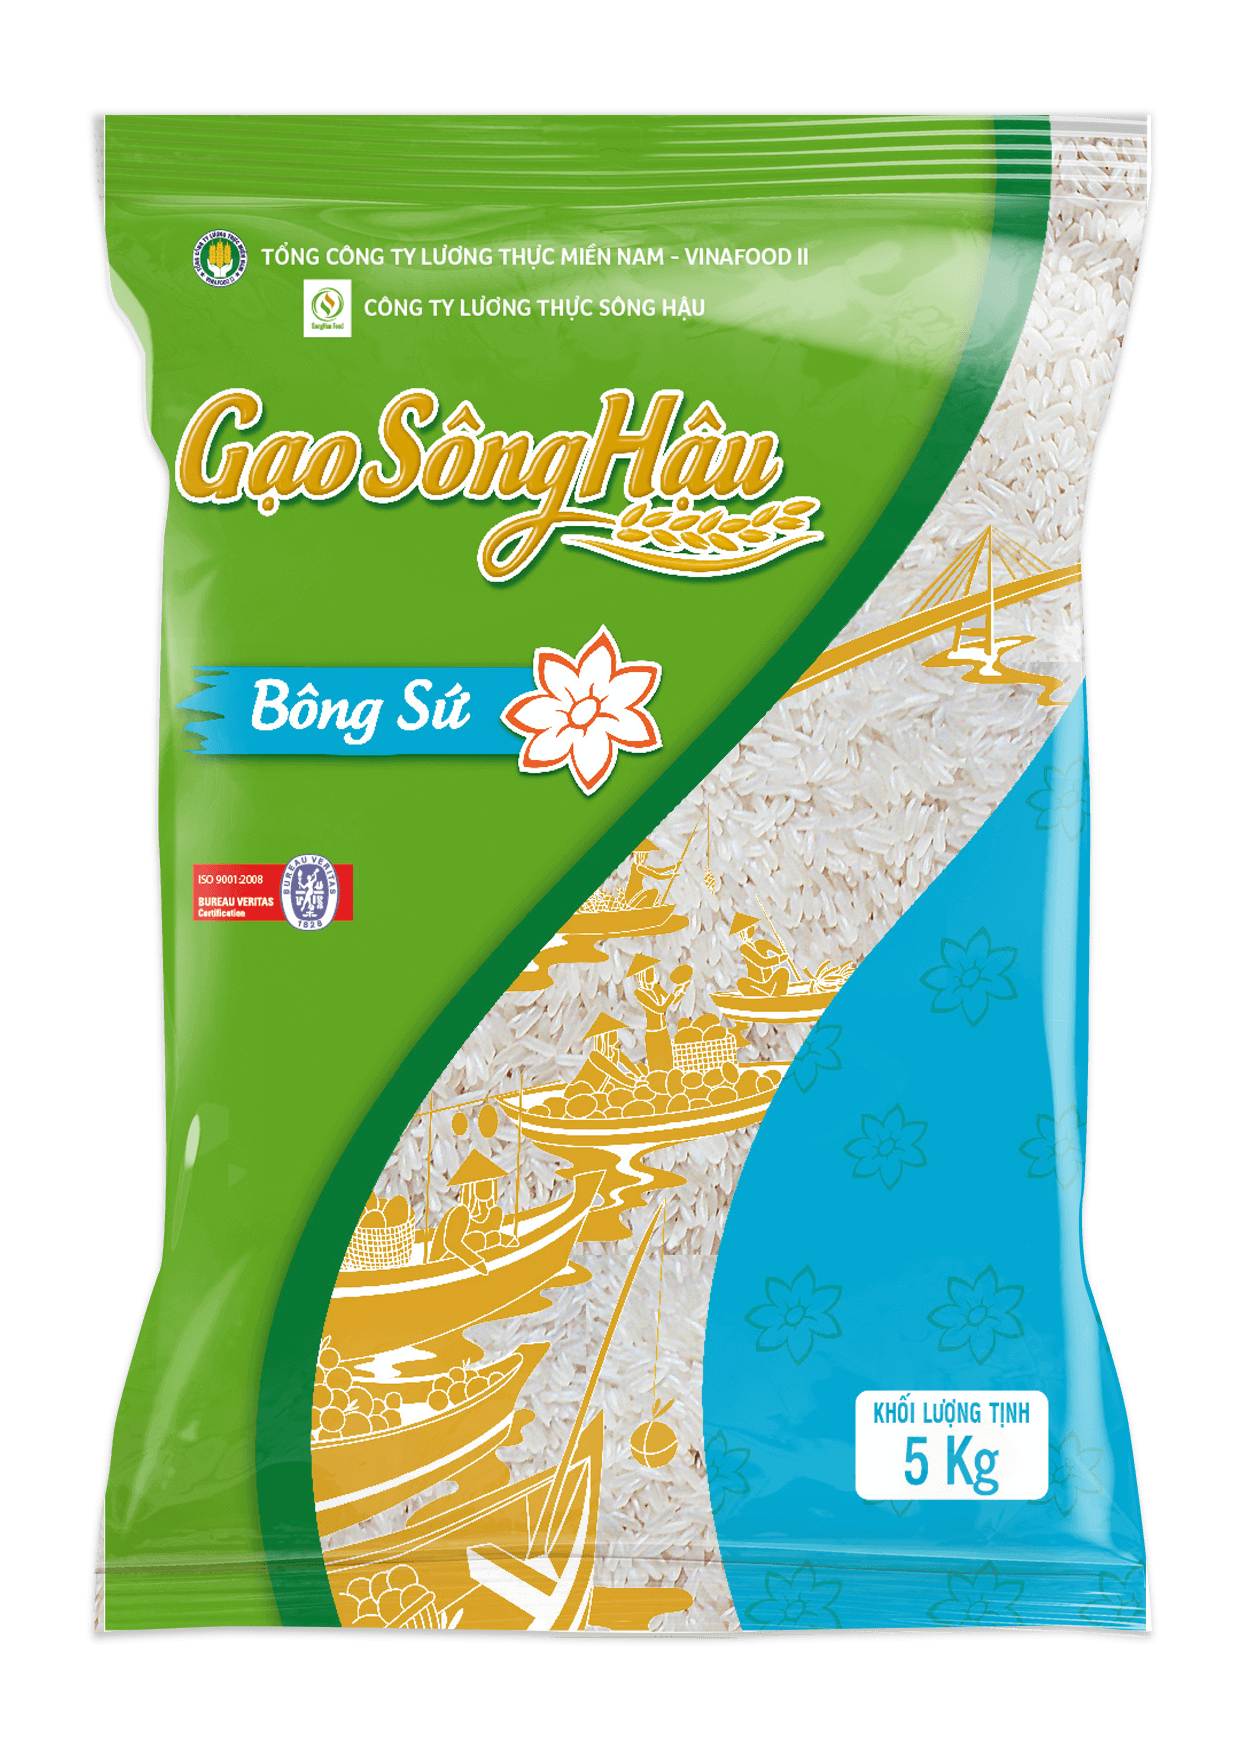 TỔNG CÔNG TY LƯƠNG THỰC MIỀN NAM - VINAFOOD II
CÔNG TY LƯƠNG THỰC SÔNG HẬU
Gạo Sông Hậu
Bông Sứ
ISO 9001:2008
BUREAU VERITAS
Certification
BUREAU VERITAS
1828
KHỐI LƯỢNG TỊNH
5 Kg